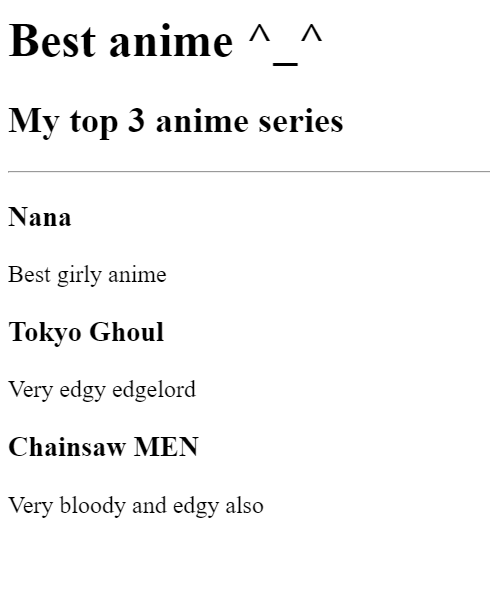 Best anime ^_^
My top 3 anime series
Nana
Best girly anime
Tokyo Ghoul
Very edgy edgelord
Chainsaw MEN
Very bloody and edgy also